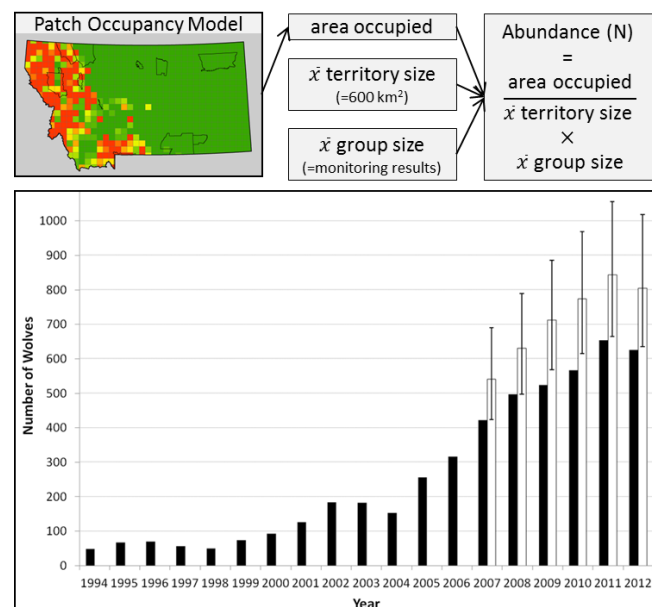 Patch Occupancy Model
area occupied
x̄ territory size
(=600 km²)
x̄ group size
(=monitoring results)
Abundance (N)
=
area occupied
x̄ territory size
×
x̄ group size
Number of Wolves
1000
900
800
700
600
500
400
300
200
100
0
1994 1995 1996 1997 1998 1999 2000 2001 2002 2003 2004 2005 2006 2007 2008 2009 2010 2011 2012
Year